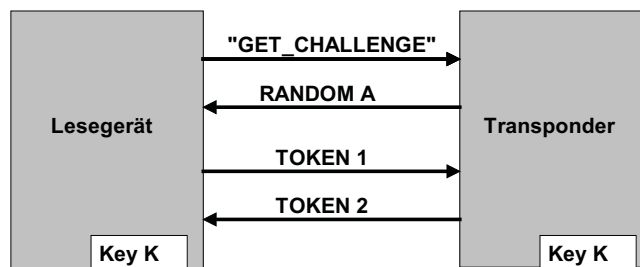 "GET_CHALLENGE"
RANDOM A
Lesegerät
Transponder
TOKEN 1
TOKEN 2
Key K
Key K